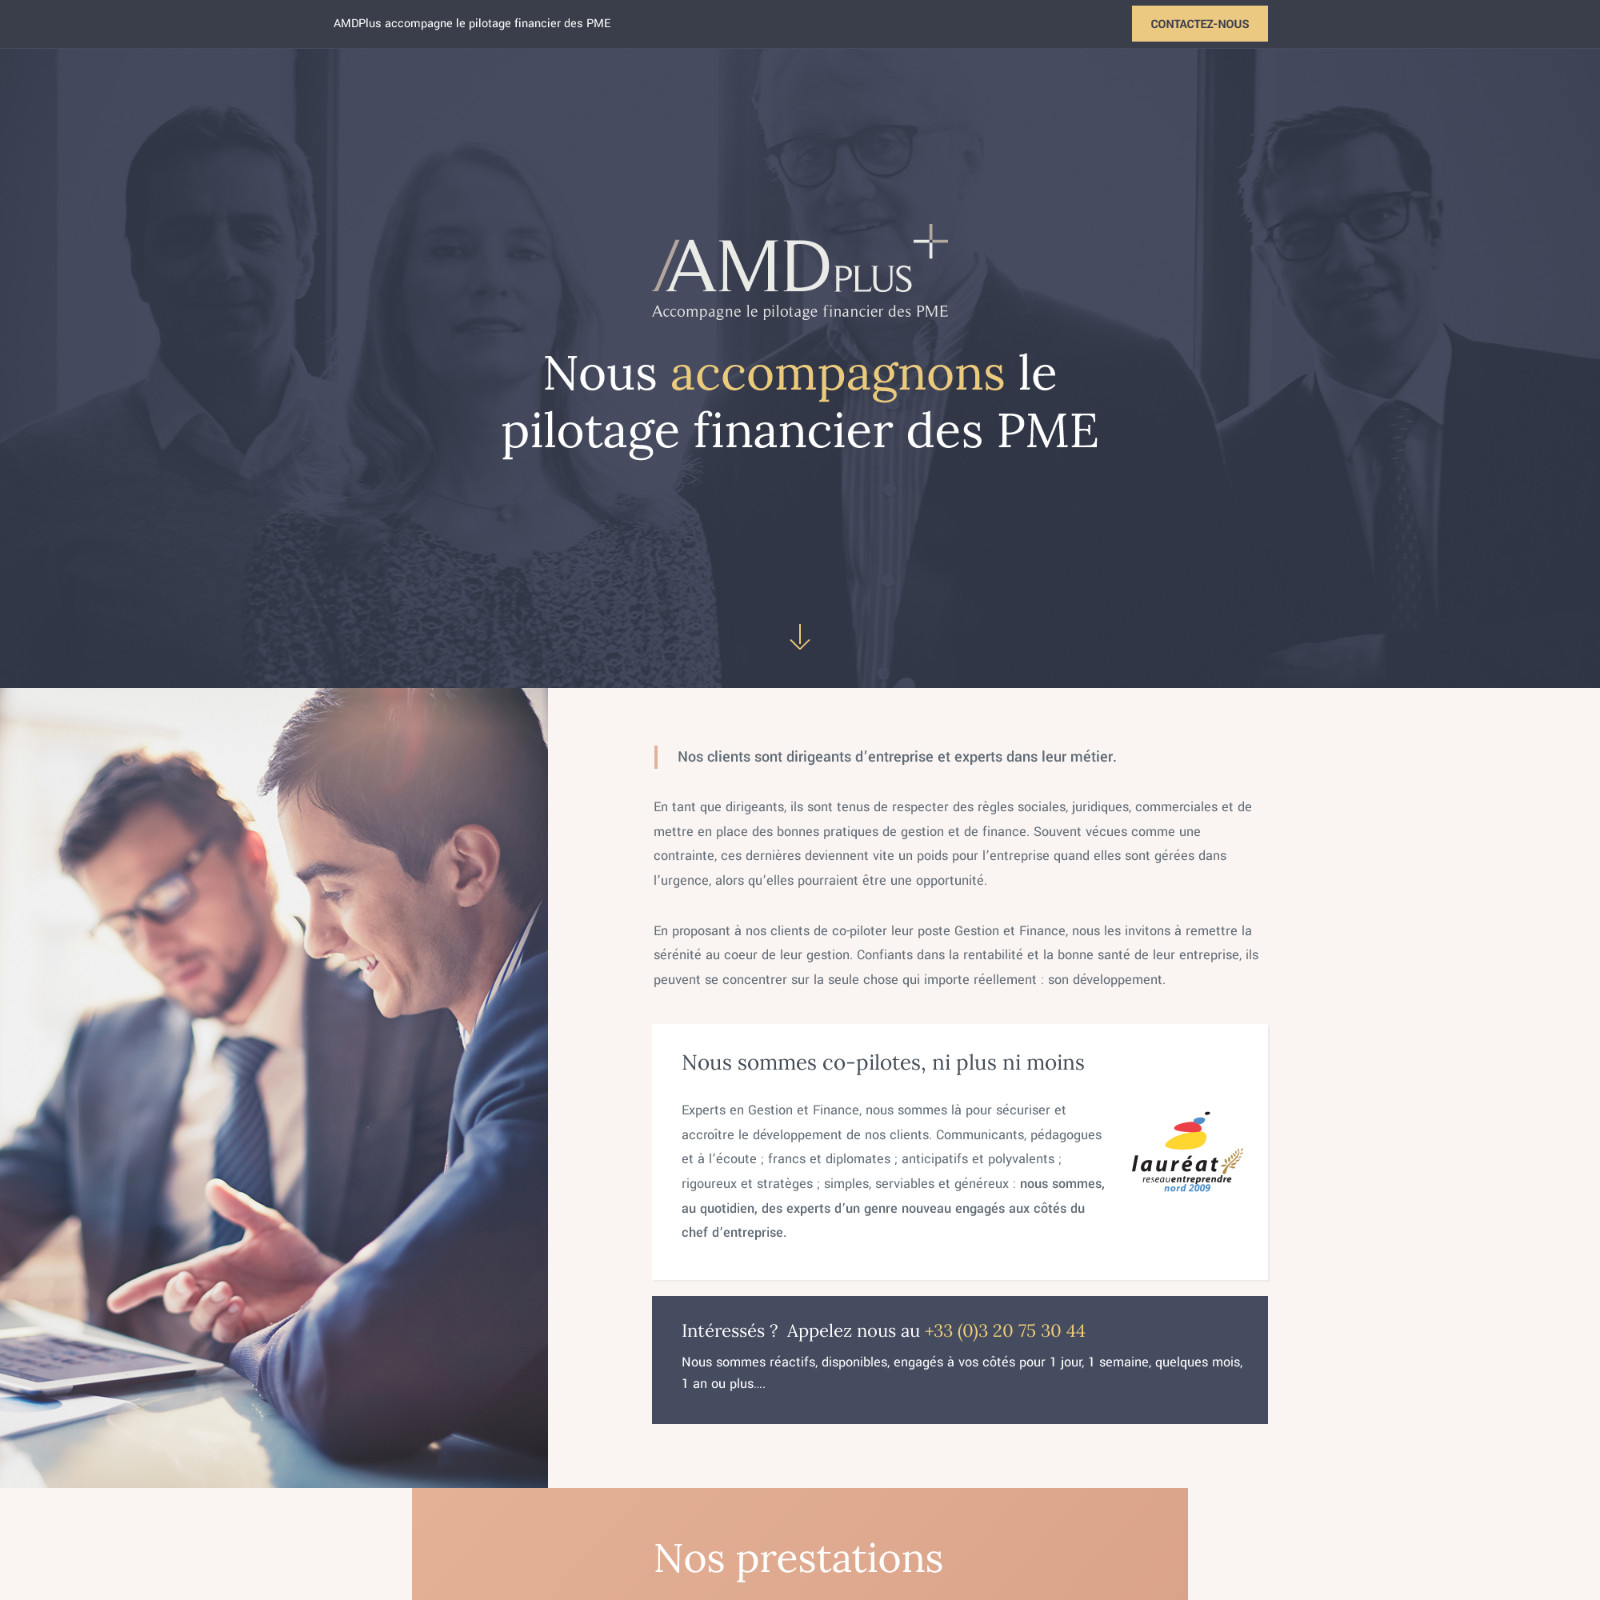 AMDPlus accompagne le pilotage financier des PME
CONTACTEZ-NOUS
AMDPLUS
Accompagne le pilotage financier des PME
Nous accompagnons le
pilotage financier des PME
Nos clients sont dirigeants d’entreprise et experts dans leur métier.
En tant que dirigeants, ils sont tenus de respecter des règles sociales, juridiques, commerciales et de
mettre en place des bonnes pratiques de gestion et de finance. Souvent vécues comme une
contrainte, ces dernières deviennent vite un poids pour l’entreprise quand elles sont gérées dans
l’urgence, alors qu’elles pourraient être une opportunité.
En proposant à nos clients de co-piloter leur poste Gestion et Finance, nous les invitons à remettre la
sérénité au coeur de leur gestion. Confiants dans la rentabilité et la bonne santé de leur entreprise, ils
peuvent se concentrer sur la seule chose qui importe réellement : son développement.
Nous sommes co-pilotes, ni plus ni moins
Experts en Gestion et Finance, nous sommes là pour sécuriser et
accroître le développement de nos clients. Communicants, pédagogues
et à l’écoute ; francs et diplomates ; anticipatifs et polyvalents ;
rigoureux et stratèges ; simples, serviables et généreux : nous sommes,
au quotidien, des experts d’un genre nouveau engagés aux côtés du
chef d’entreprise.
lauréat
reseauentreprendre
nord 2009
Intéressés ? Appelez nous au +33 (0)3 20 75 30 44
Nous sommes réactifs, disponibles, engagés à vos côtés pour 1 jour, 1 semaine, quelques mois,
1 an ou plus....
Nos prestations